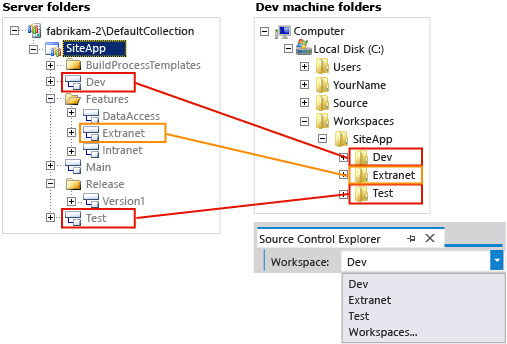 Server folders
fabrikam-2\DefaultCollection
SiteApp
BuildProcessTemplates
Dev
Features
DataAccess
Extranet
Intranet
Main
Release
Version1
Test
Dev machine folders
Computer
Local Disk (C:)
Users
YourName
Source
Workspaces
SiteApp
Dev
Extranet
Test
Source Control Explorer
Workspace: Dev
Dev
Extranet
Test
Workspaces...